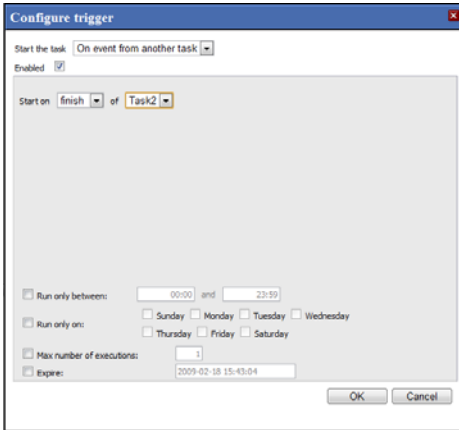 Configure trigger
Start the task On event from another task
Enabled
Start on finish of Task2
Run only between: 00:00 and 23:59
Sunday Monday Tuesday Wednesday
Run only on:
Thursday Friday Saturday
Max number of executions: 1
Expire: 2009-02-18 15:43:04
OK Cancel